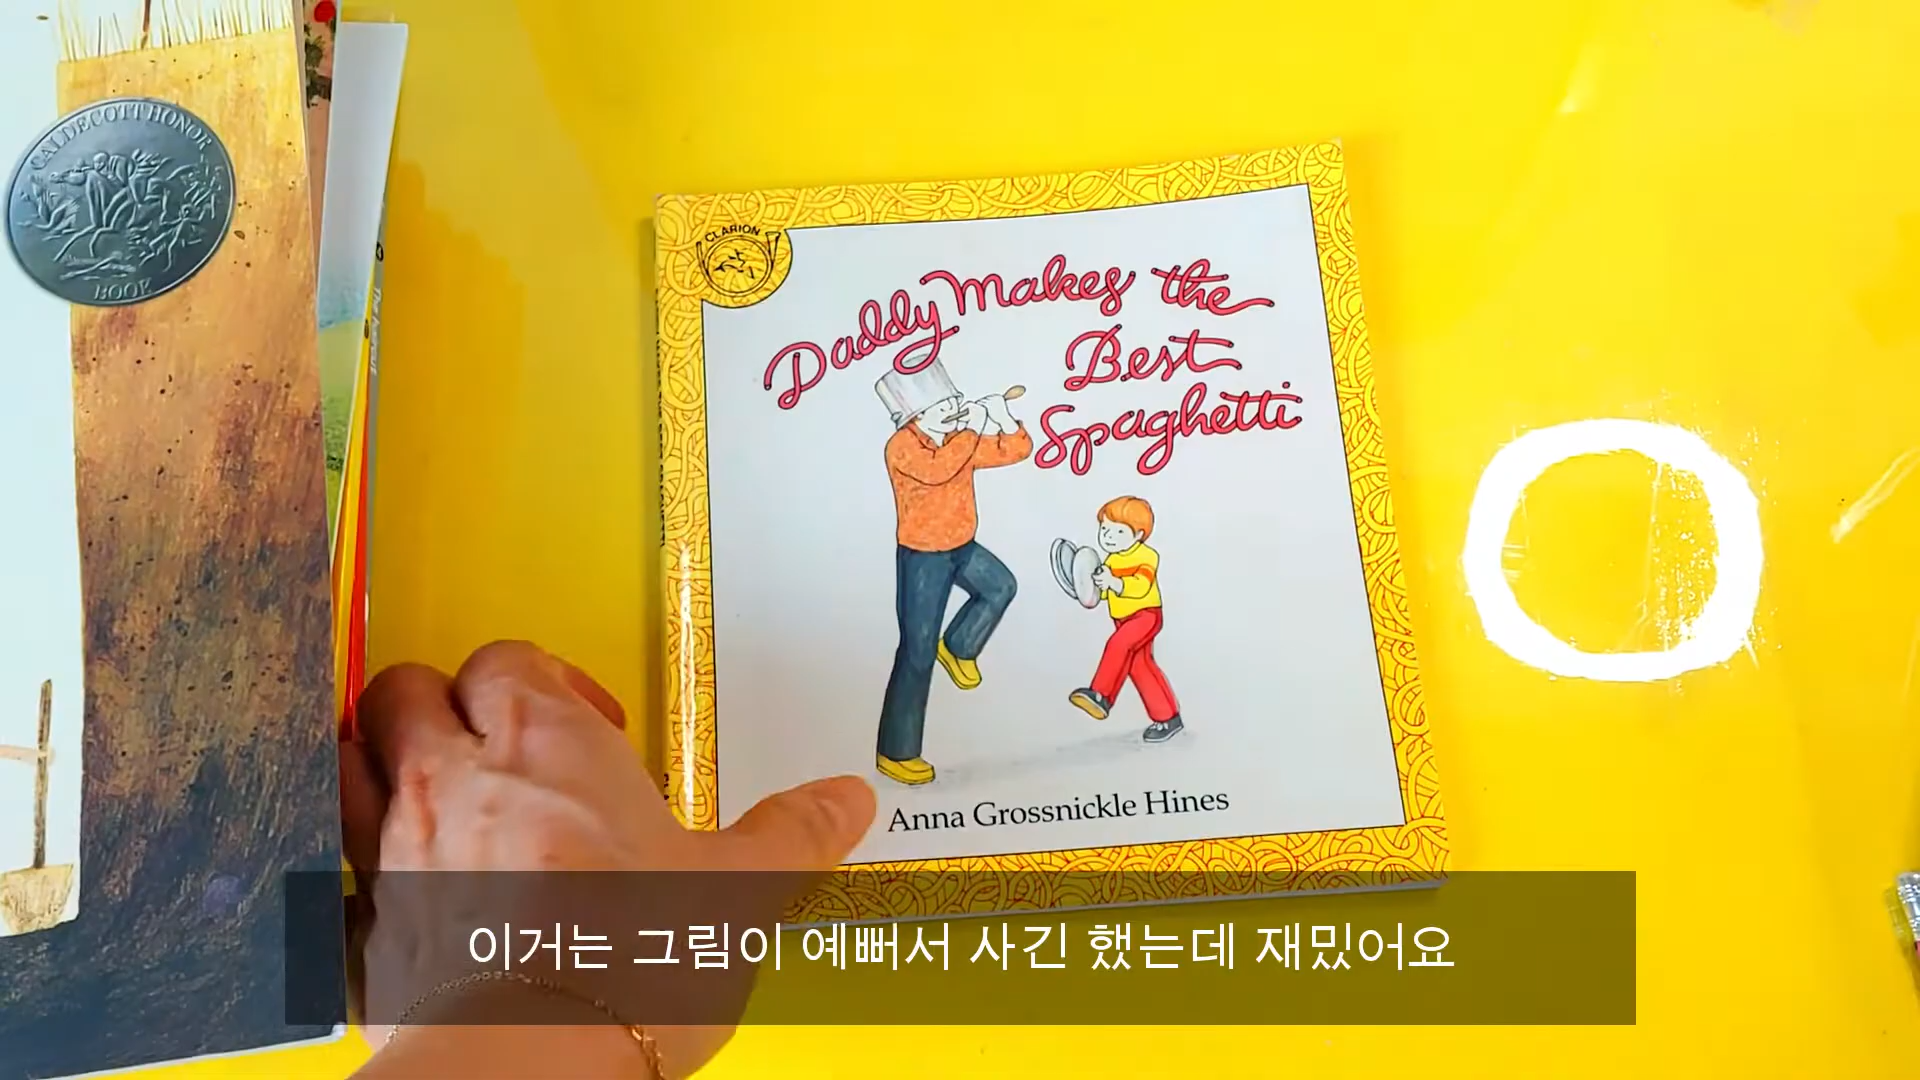 CALDECOTT HONOR
BOOK
CLARION
Daddy Makes the
Best
Spaghetti
Anna Grossnickle Hines
이거는 그림이 예뻐서 사긴 했는데 재밌어요